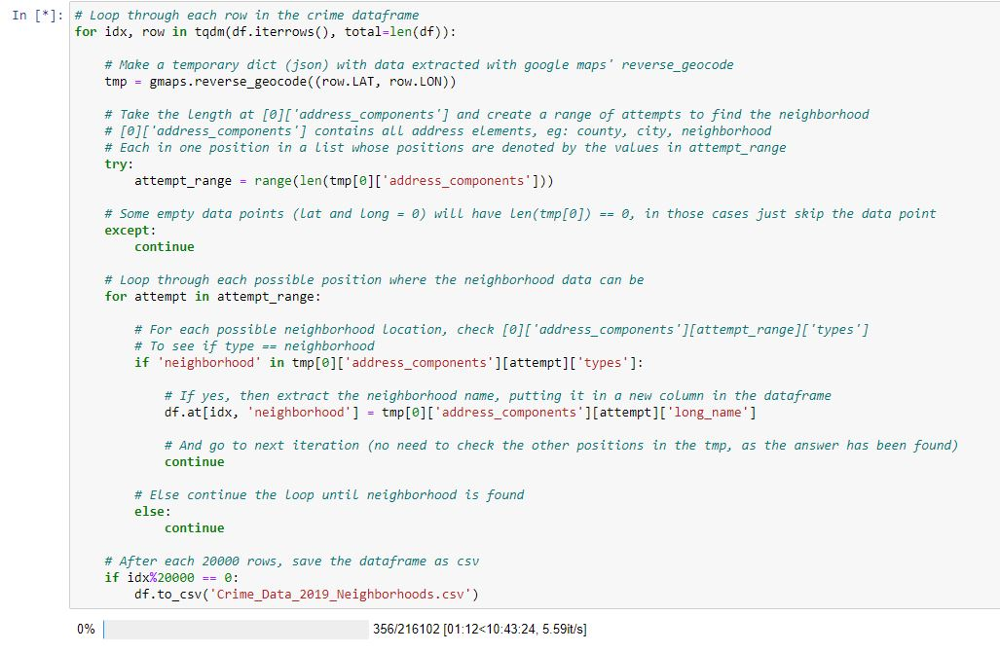 In [*]: # Loop through each row in the crime dataframe
for idx, row in tqdm(df.iterrows(), total=len(df)):
# Make a temporary dict (json) with data extracted with google maps' reverse_geocode
tmp = gmaps.reverse_geocode((row.LAT, row.LON))
# Take the length at [0]['address_components'] and create a range of attempts to find the neighborhood
# [0]['address_components'] contains all address elements, eg: county, city, neighborhood
# Each in one position in a list whose positions are denoted by the values in attempt_range
try:
attempt_range = range(len(tmp[0]['address_components']))
# Some empty data points (lat and long = 0) will have len(tmp[0]) == 0, in those cases just skip the data point
except:
continue
# Loop through each possible position where the neighborhood data can be
for attempt in attempt_range:
# For each possible neighborhood location, check [0]['address_components'][attempt_range]['types']
# To see if type == neighborhood
if 'neighborhood' in tmp[0]['address_components'][attempt]['types']:
# If yes, then extract the neighborhood name, putting it in a new column in the dataframe
df.at[idx, 'neighborhood'] = tmp[0]['address_components'][attempt]['long_name']
# And go to next iteration (no need to check the other positions in the tmp, as the answer has been found)
continue
# Else continue the loop until neighborhood is found
else:
continue
# After each 20000 rows, save the dataframe as csv
if idx%20000 == 0:
df.to_csv('Crime_Data_2019_Neighborhoods.csv')
0% 356/216102 [01:12<10:43:24, 5.59it/s]